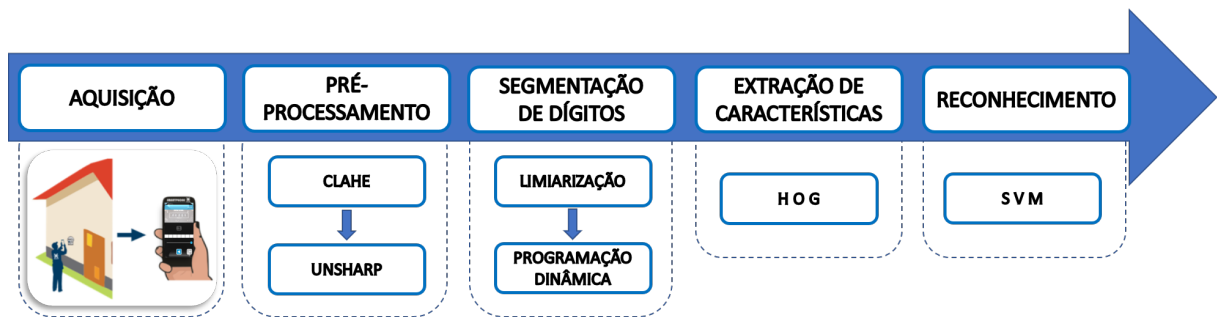 AQUISIÇÃO
PRÉ-
PROCESSAMENTO
SEGMENTAÇÃO
DE DÍGITOS
EXTRAÇÃO DE
CARACTERÍSTICAS
RECONHECIMENTO
CLAHE
UNSHARP
LIMIARIZAÇÃO
PROGRAMAÇÃO
DINÂMICA
H O G
S V M